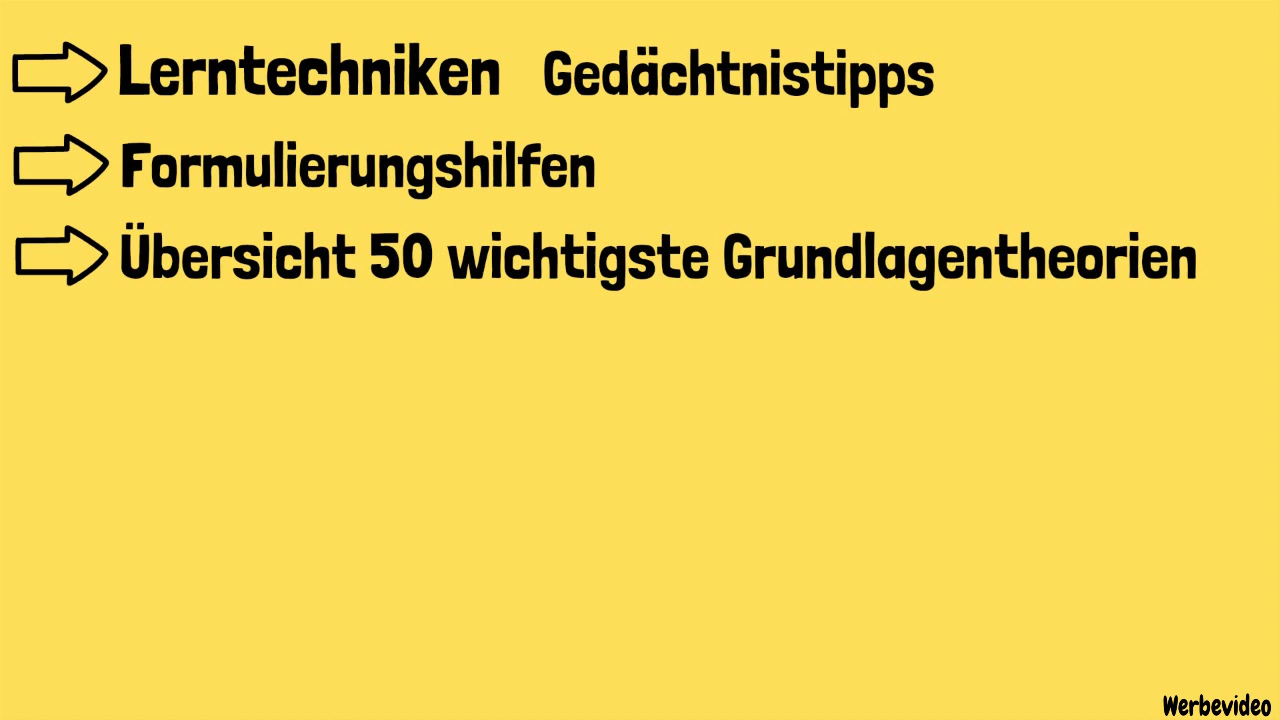 Lerntechniken Gedächtnistipps
Formulierungshilfen
Übersicht 50 wichtigste Grundlagentheorien
Werbevideo